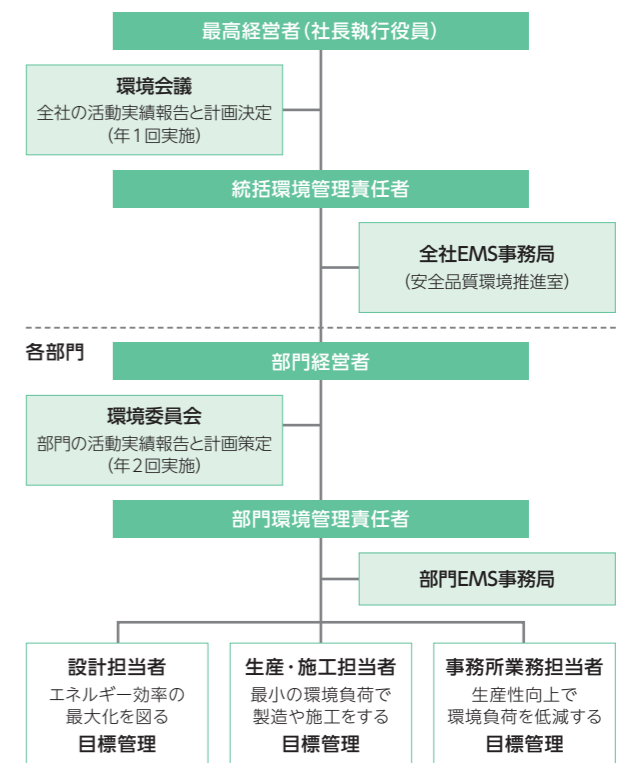 最高経営者(社長執行役員)
環境会議
全社の活動実績報告と計画決定
(年1回実施)
統括環境管理責任者
全社EMS事務局
(安全品質環境推進室)
各部門
部門経営者
環境委員会
部門の活動実績報告と計画策定
(年2回実施)
部門環境管理責任者
部門EMS事務局
設計担当者
エネルギー効率の
最大化を図る
目標管理
生産・施工担当者
最小の環境負荷で
製造や施工をする
目標管理
事務所業務担当者
生産性向上で
環境負荷を低減する
目標管理